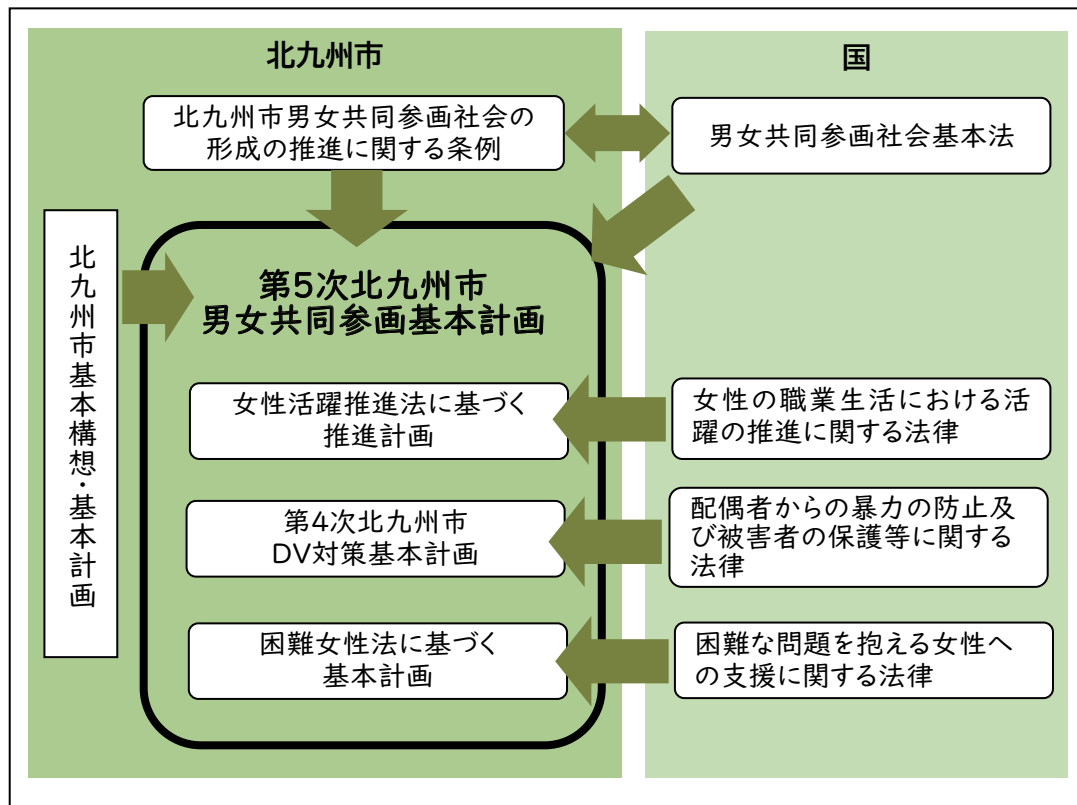 北九州市
国
北九州市男女共同参画社会の
形成の推進に関する条例
男女共同参画社会基本法
北九州市基本構想・基本計画
第5次北九州市
男女共同参画基本計画
女性活躍推進法に基づく
推進計画
女性の職業生活における活
躍の推進に関する法律
第4次北九州市
DV対策基本計画
配偶者からの暴力の防止及
び被害者の保護等に関する
法律
困難女性法に基づく
基本計画
困難な問題を抱える女性へ
の支援に関する法律